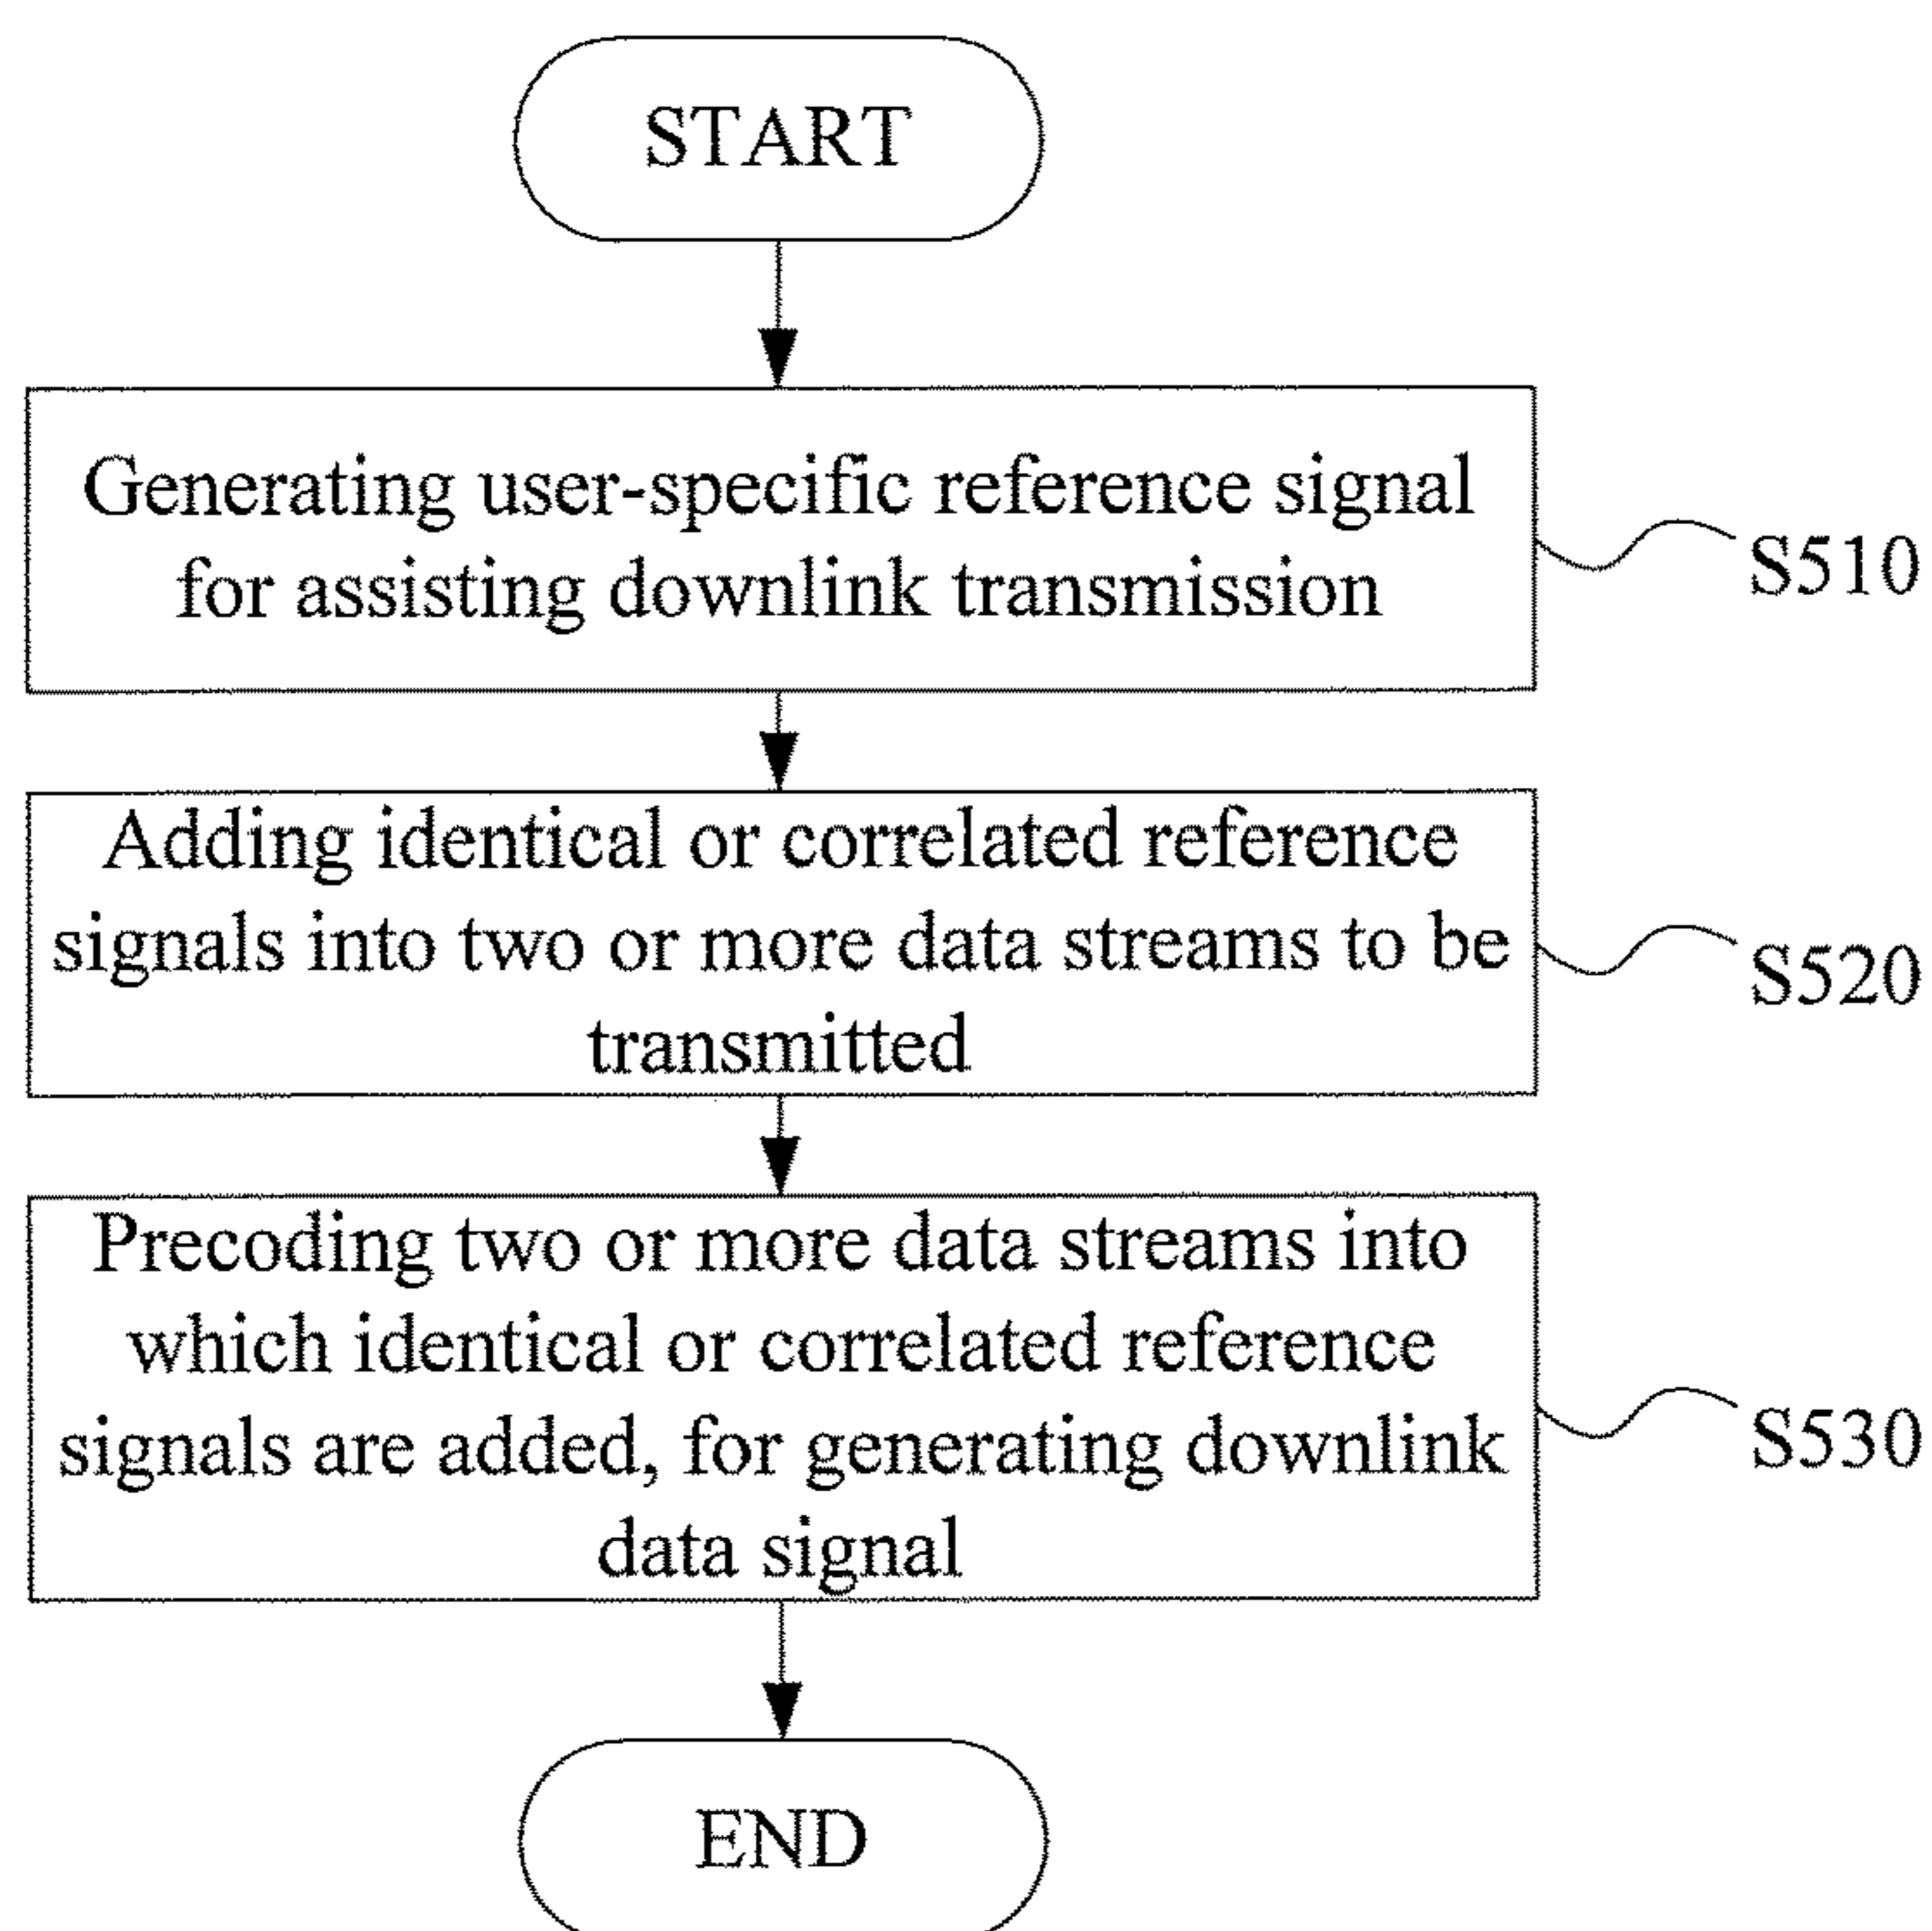 START
Generating user-specific reference signal
for assisting downlink transmission
S510
Adding identical or correlated reference
signals into two or more data streams to be
transmitted
S520
Precoding two or more data streams into
which identical or correlated reference
signals are added, for generating downlink
data signal
S530
END